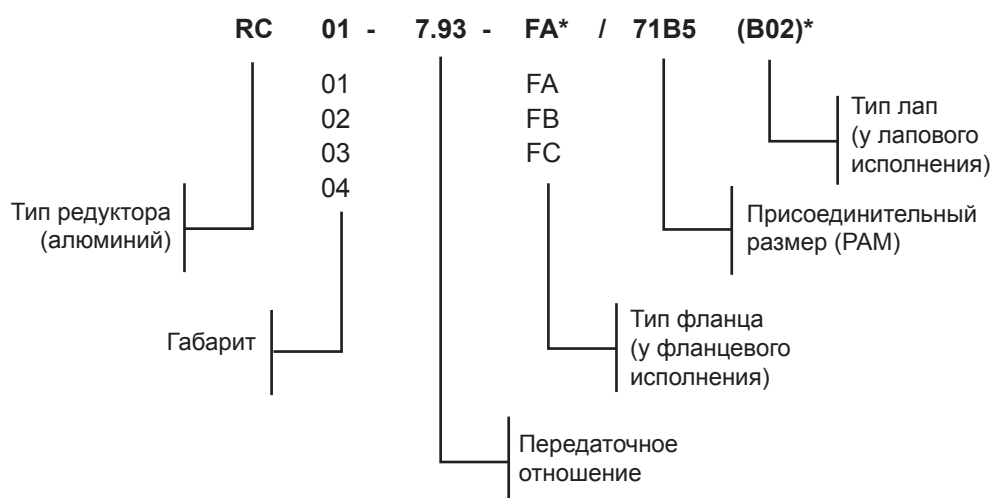 RC 01 - 7.93 - FA* / 71B5 (B02)*
01 FA
02 FB
03 FC
04
Тип лап
(у лапового
исполнения)
Тип редуктора
(алюминий)
Присоединительный
размер (PAM)
Габарит
Тип фланца
(у фланцевого
исполнения)
Передаточное
отношение